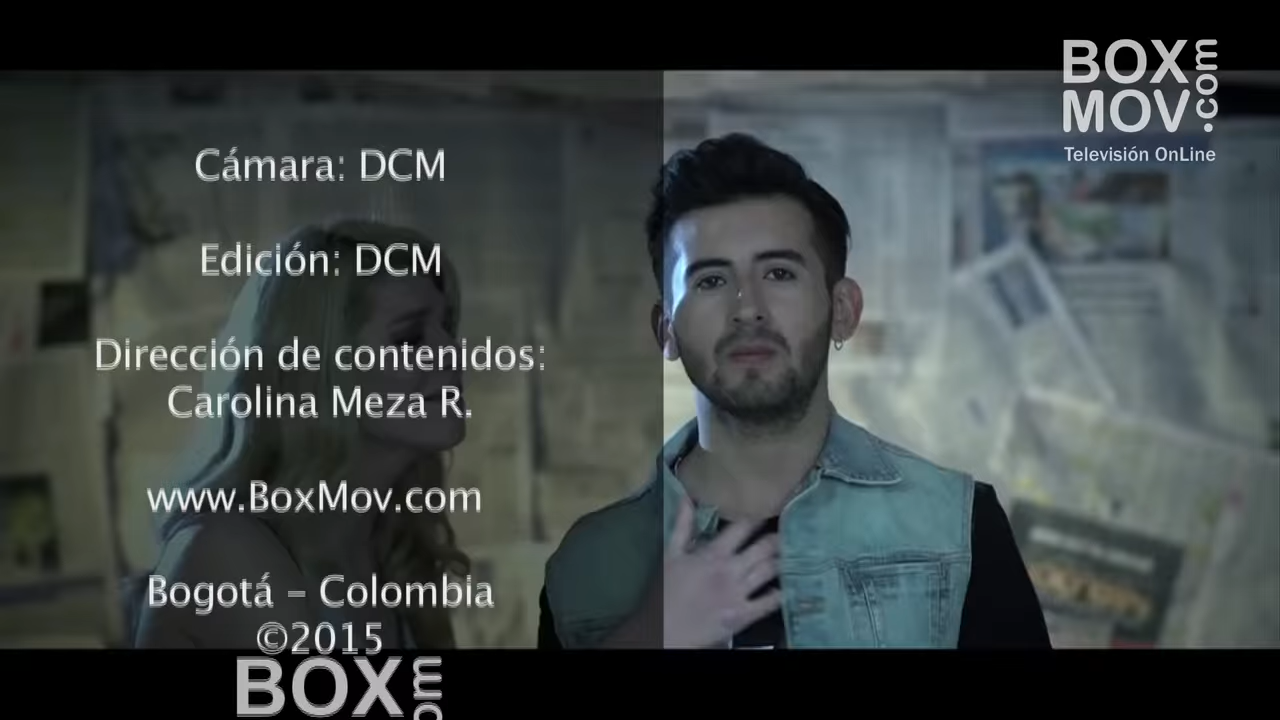 BOX
MOV
.com
Televisión OnLine
Cámara: DCM
Edición: DCM
Dirección de contenidos:
Carolina Meza R.
www.BoxMov.com
Bogotá – Colombia
©2015
BOX